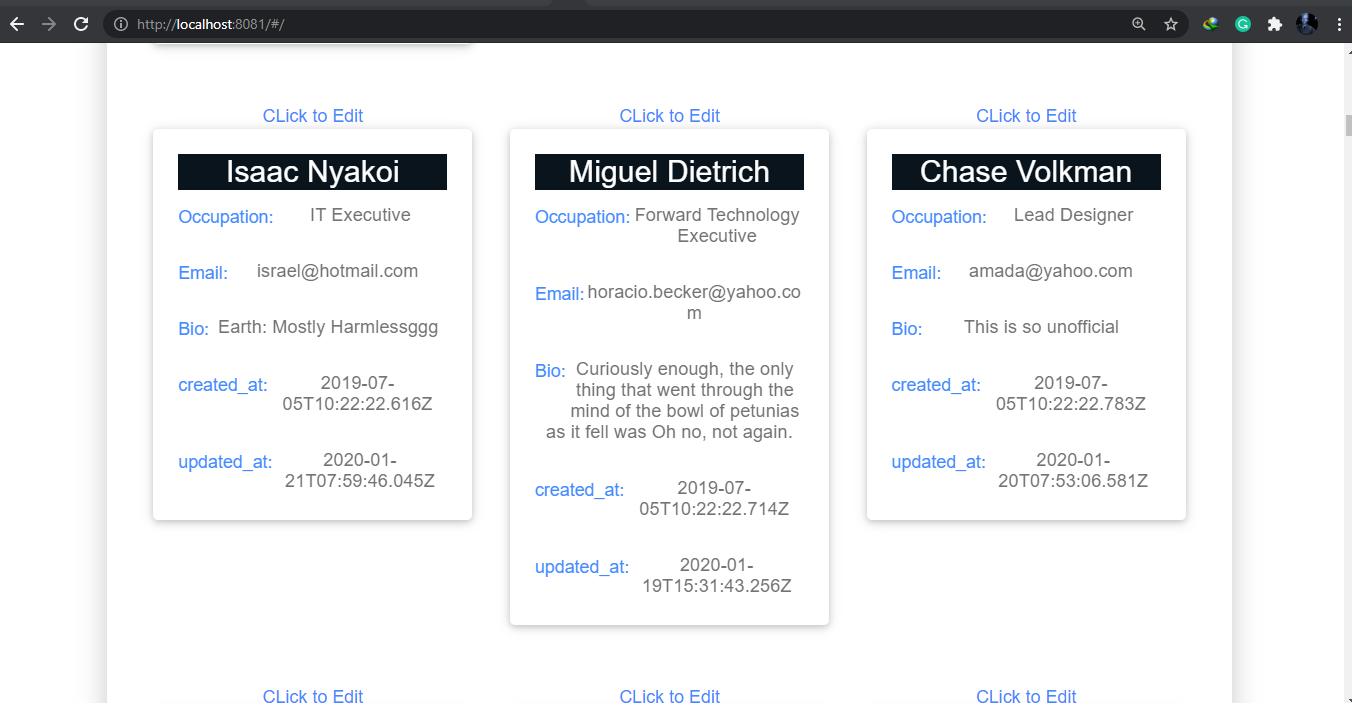 http://localhost:8081/#/
CLick to Edit
Isaac Nyakoi
Occupation: IT Executive
Email: israel@hotmail.com
Bio: Earth: Mostly Harmlessggg
created_at: 2019-07-
05T10:22:22.616Z
updated_at: 2020-01-
21T07:59:46.045Z
CLick to Edit
Miguel Dietrich
Occupation: Forward Technology
Executive
Email: horacio.becker@yahoo.co
m
Bio: Curiously enough, the only
thing that went through the
mind of the bowl of petunias
as it fell was Oh no, not again.
created_at: 2019-07-
05T10:22:22.714Z
updated_at: 2020-01-
19T15:31:43.256Z
CLick to Edit
Chase Volkman
Occupation: Lead Designer
Email: amada@yahoo.com
Bio: This is so unofficial
created_at: 2019-07-
05T10:22:22.783Z
updated_at: 2020-01-
20T07:53:06.581Z
CLick to Edit
CLick to Edit
CLick to Edit